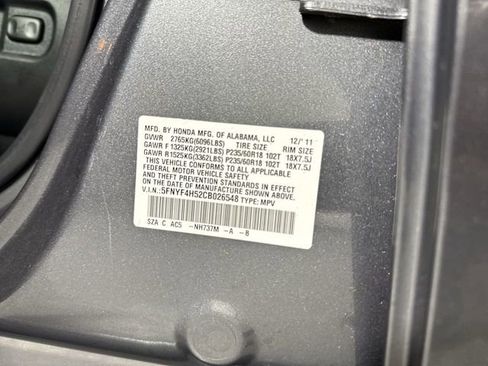 MFD. BY HONDA MFG. OF ALABAMA, LLC 12/'11
GVWR 2765KG(6096LBS) TIRE SIZE RIM SIZE
GAWR F 1325KG(2921LBS) P235/60R18 102T 18X7.5J
GAWR R 1525KG(3362LBS) P235/60R18 102T 18X7.5J
THIS VEHICLE CONFORMS TO ALL APPLICABLE
FEDERAL MOTOR VEHICLE SAFETY
AND THEFT PREVENTION STANDARDS IN EFFECT ON THE
DATE OF MANUFACTURE SHOWN ABOVE.
V.I.N.:5FNYF4H52CB026548 TYPE: MPV
SZA C AC5 -NH737M -A -B